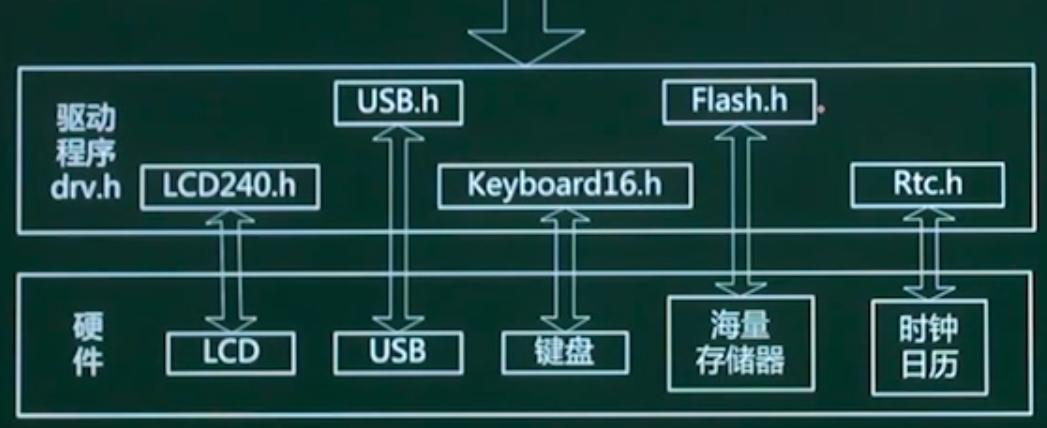 USB.h
Flash.h
驱动
程序
drv.h
LCD240.h
Keyboard16.h
Rtc.h
硬
件
LCD
USB
键盘
海量
存储器
时钟
日历